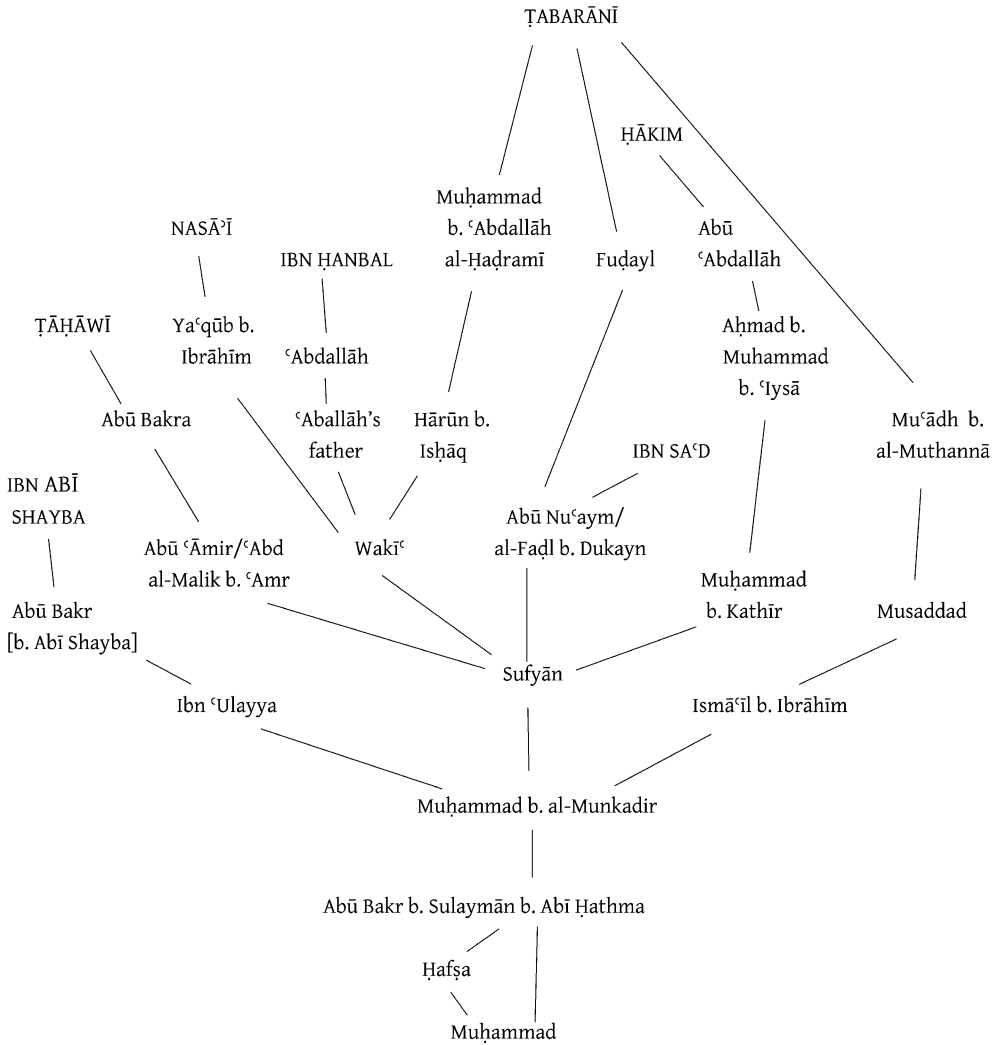 ṬABARĀNĪ
ḤĀKIM
Muḥammad
b. ʿAbdallāh
al-Ḥaḍramī
NASĀʾĪ
IBN ḤANBAL
Fuḍayl
Abū
ʿAbdallāh
ṬĀḤĀWĪ
Yaʿqūb b.
Ibrāhīm
ʿAbdallāh
Aḥmad b.
Muhammad
b. ʿIysā
Abū Bakra
ʿAballāh’s
father
Hārūn b.
Isḥāq
IBN SAʿD
Muʿādh b.
al-Muthannā
IBN ABĪ
SHAYBA
Abū ʿĀmir/ʿAbd
al-Malik b. ʿAmr
Wakīʿ
Abū Nuʿaym/
al-Faḍl b. Dukayn
Muḥammad
b. Kathīr
Abū Bakr
[b. Abī Shayba]
Musaddad
Sufyān
Ibn ʿUlayya
Ismāʿīl b. Ibrāhīm
Muḥammad b. al-Munkadir
Abū Bakr b. Sulaymān b. Abī Ḥathma
Ḥafṣa
Muḥammad